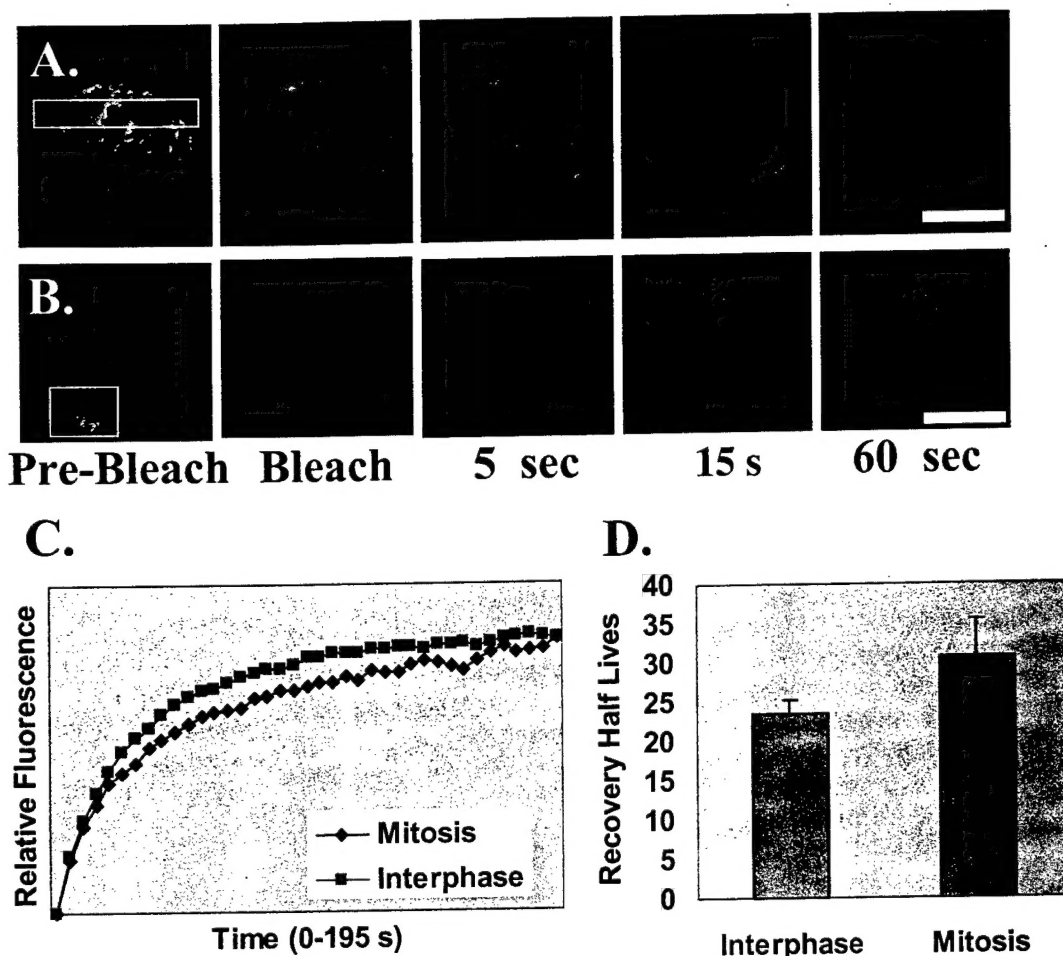 A.
B.
Pre-Bleach Bleach 5 sec 15 s 60 sec
C.
Relative Fluorescence
Mitosis
Interphase
Time (0-195 s)
D.
Recovery Half Lives
40
35
30
25
20
15
10
5
0
Interphase Mitosis